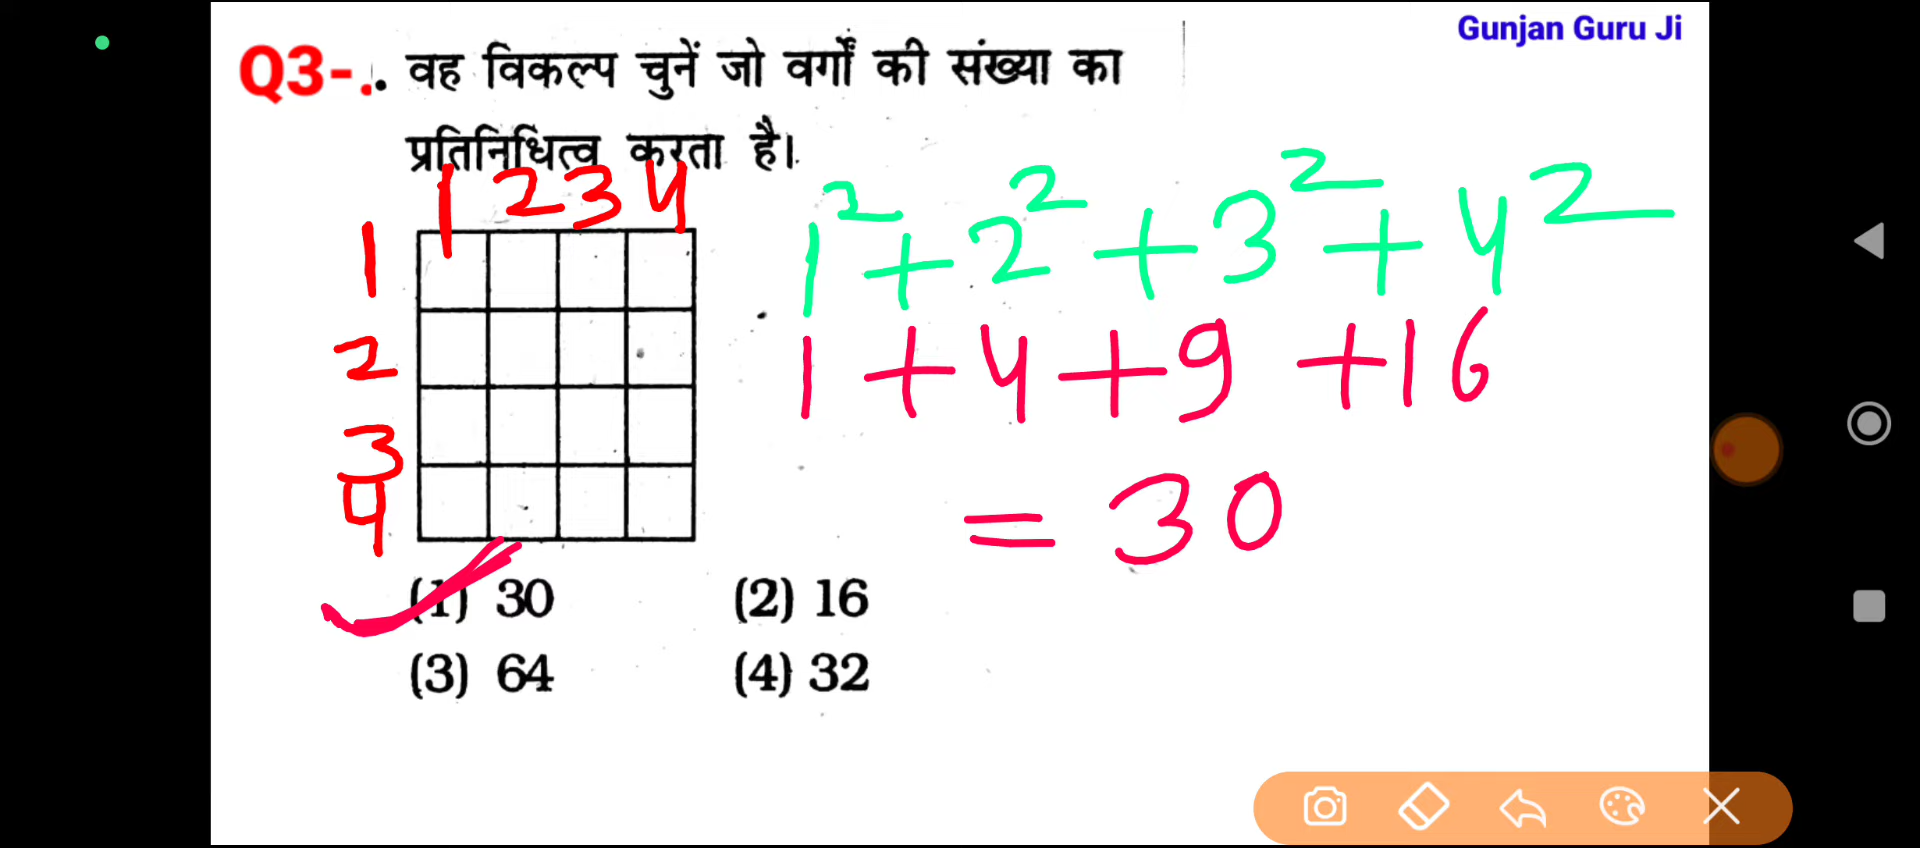 Gunjan Guru Ji
Q3-.. वह विकल्प चुनें जो वर्गों की संख्या का
प्रतिनिधित्व करता है।
1 2 3 4
1
2
3
4
1² + 2² + 3² + 4²
1 + 4 + 9 + 16
= 30
(1) 30 (2) 16
(3) 64 (4) 32